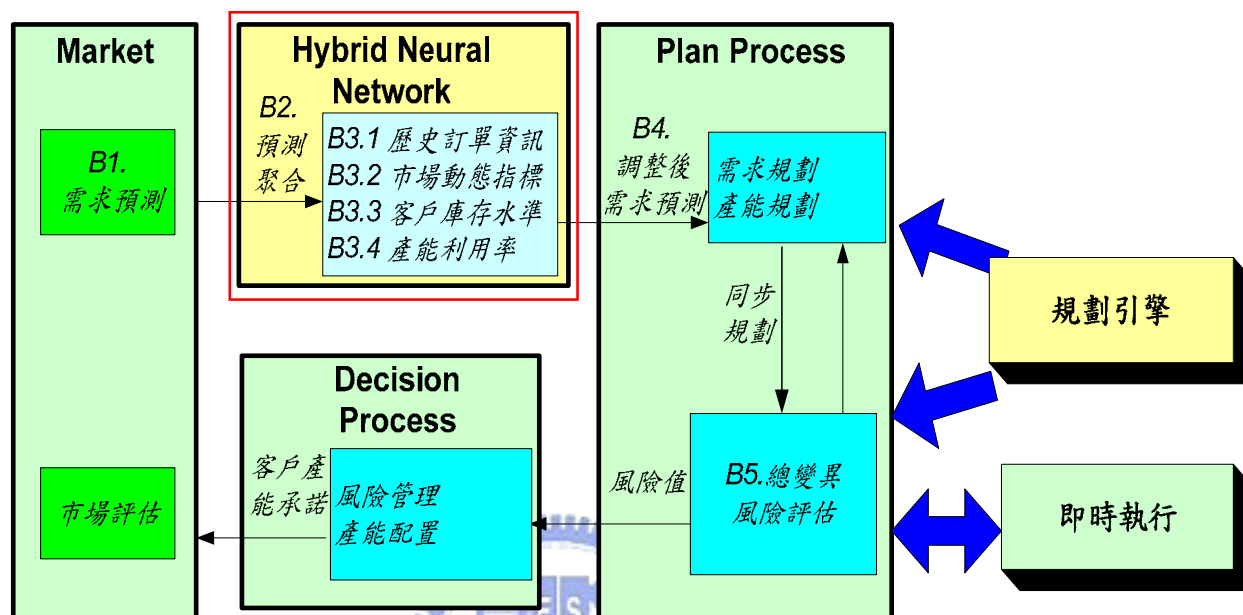 Market
B1.
需求預測
市場評估
Hybrid Neural
Network
B2.
預測
聚合
B3.1 歷史訂單資訊
B3.2 市場動態指標
B3.3 客戶庫存水準
B3.4 產能利用率
Plan Process
B4.
調整後
需求預測
需求規劃
產能規劃
同步
規劃
B5.總變異
風險評估
風險值
Decision
Process
風險管理
產能配置
客戶產
能承諾
規劃引擎
即時執行